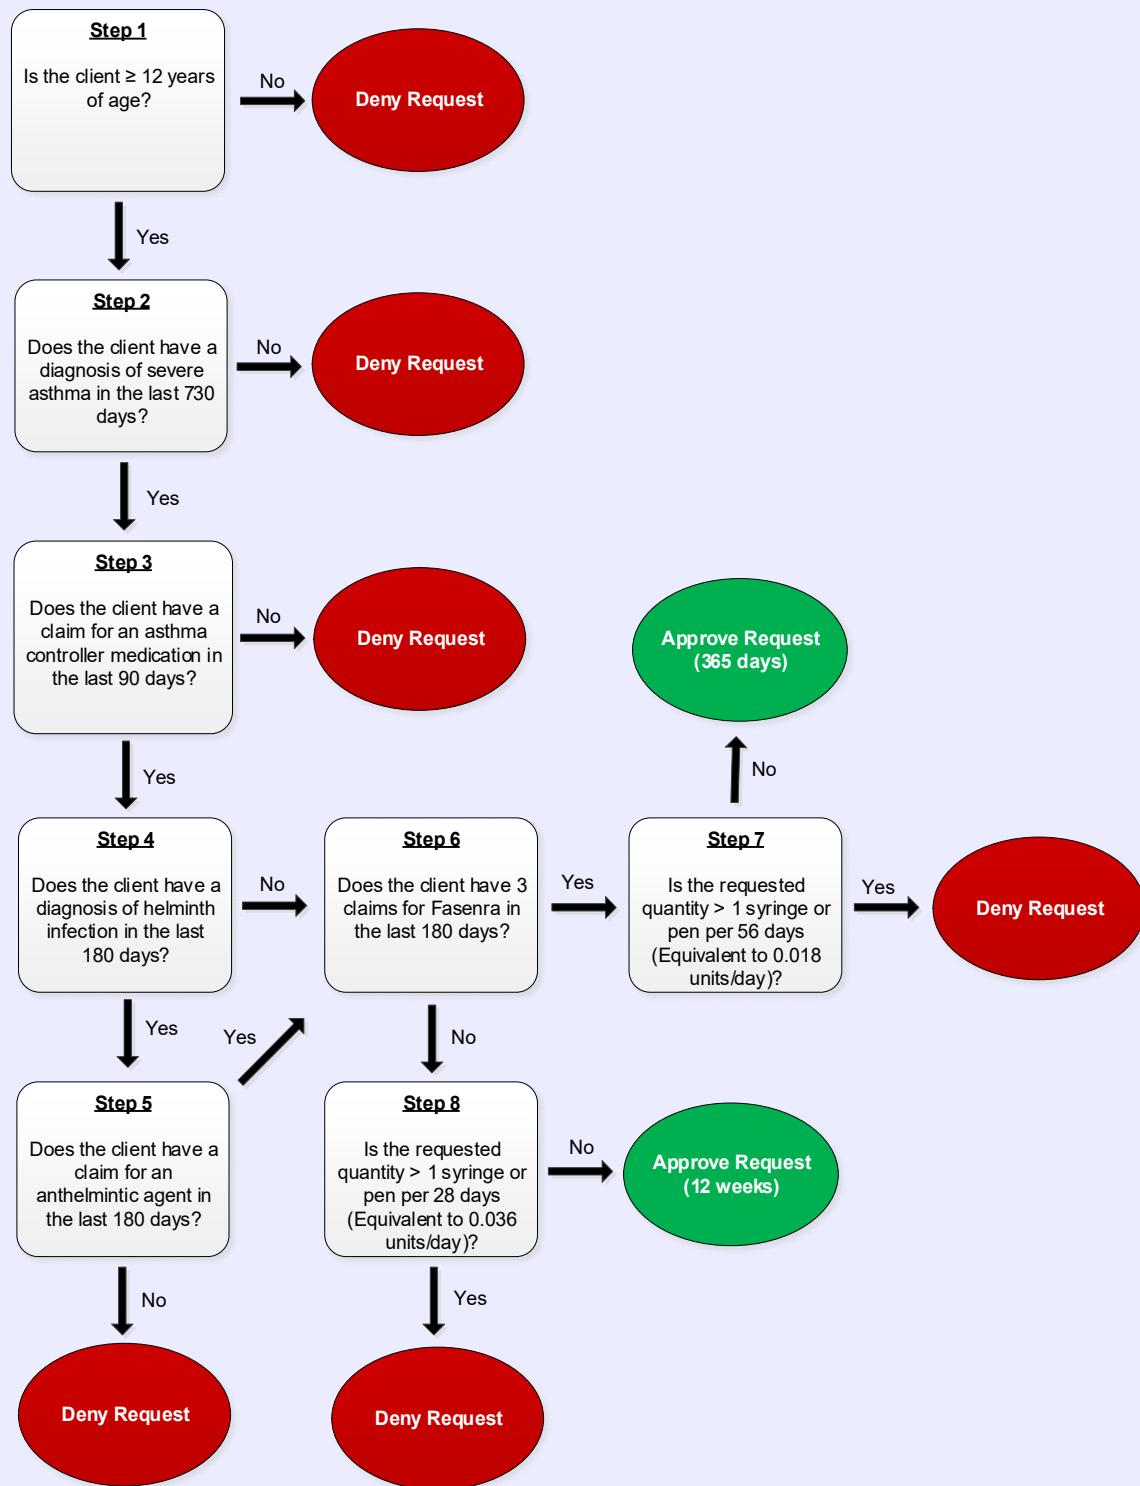 Step 1
Is the client ≥ 12 years
of age?
No
Deny Request
Yes
Step 2
Does the client have a
diagnosis of severe
asthma in the last 730
days?
No
Deny Request
Yes
Step 3
Does the client have a
claim for an asthma
controller medication in
the last 90 days?
No
Deny Request
Yes
Step 4
Does the client have a
diagnosis of helminth
infection in the last
180 days?
No
Yes
Step 5
Does the client have a
claim for an
anthelmintic agent in
the last 180 days?
Yes
No
Deny Request
Step 6
Does the client have 3
claims for Fasenra in
the last 180 days?
Yes
No
Step 7
Is the requested
quantity > 1 syringe or
pen per 56 days
(Equivalent to 0.018
units/day)?
No
Approve Request
(365 days)
Yes
Deny Request
Step 8
Is the requested
quantity > 1 syringe or
pen per 28 days
(Equivalent to 0.036
units/day)?
No
Approve Request
(12 weeks)
Yes
Deny Request